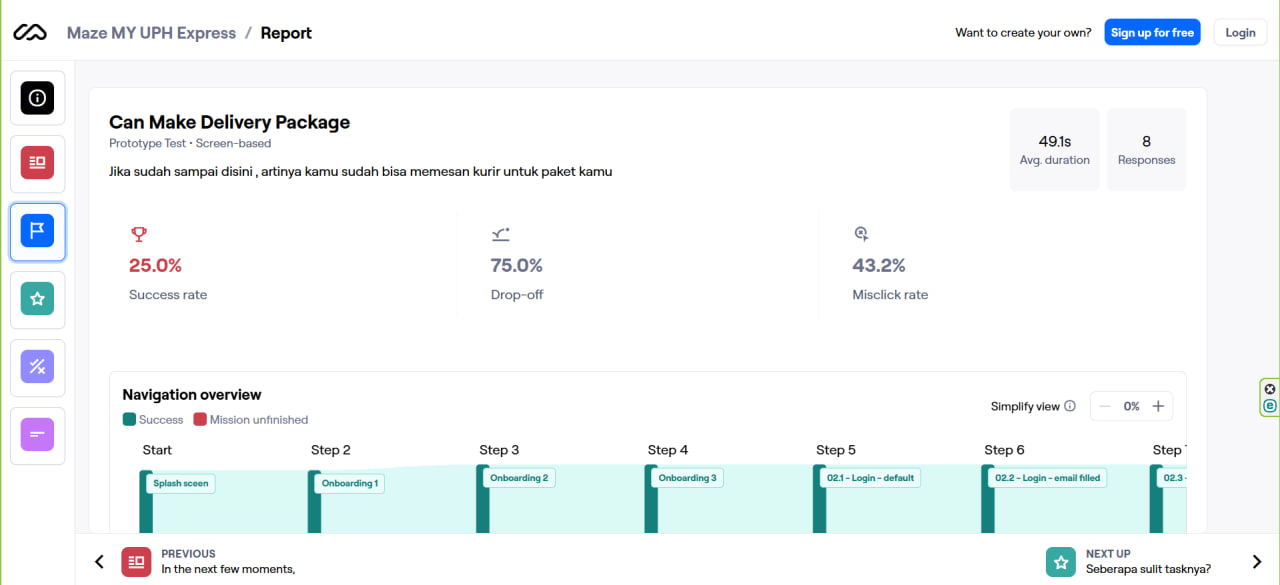 Maze MY UPH Express / Report
Want to create your own?
Sign up for free
Login
Can Make Delivery Package
Prototype Test • Screen-based
Jika sudah sampai disini , artinya kamu sudah bisa memesan kurir untuk paket kamu
49.1s
Avg. duration
8
Responses
25.0%
Success rate
75.0%
Drop-off
43.2%
Misclick rate
Navigation overview
Success
Mission unfinished
Simplify view
0%
Start
Step 2
Step 3
Step 4
Step 5
Step 6
Step
Splash sceen
Onboarding 1
Onboarding 2
Onboarding 3
02.1 - Login - default
02.2 - Login - email filled
02.3 -
PREVIOUS
In the next few moments,
NEXT UP
Seberapa sulit tasknya?